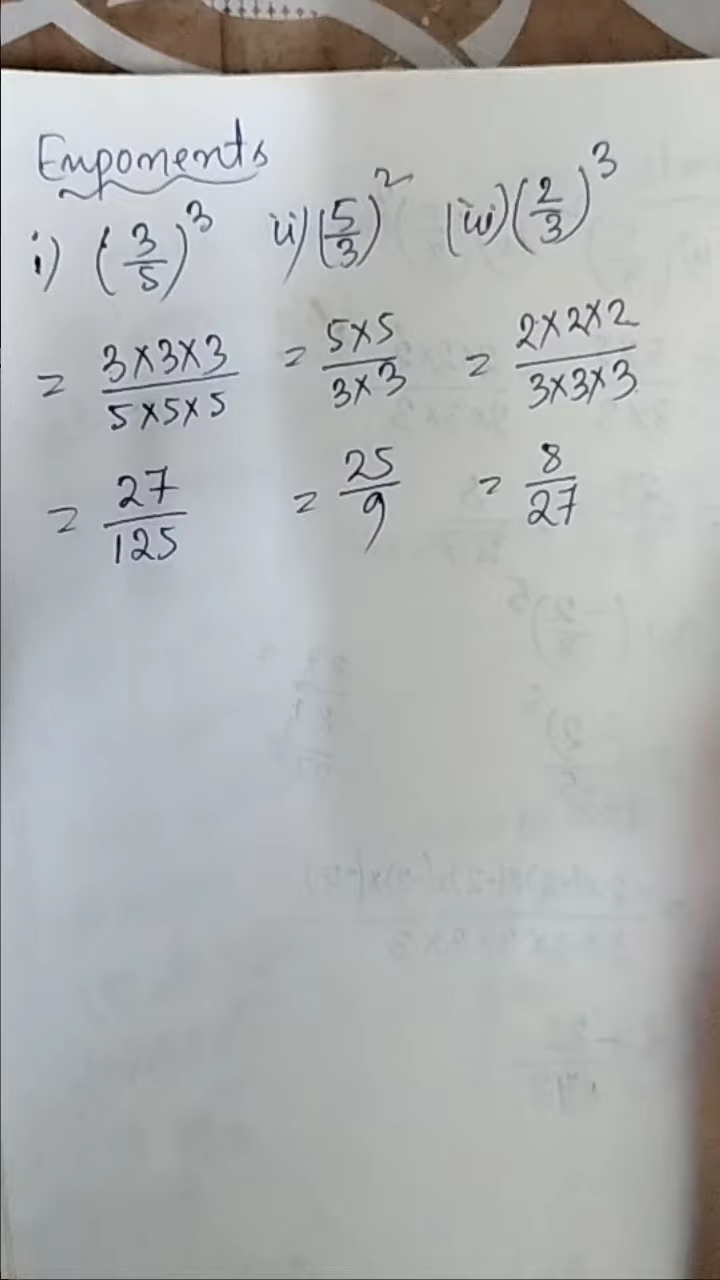 Exponents
i) (3/5)^3 ii) (5/3)^2 (iii) (2/3)^3
= 3×3×3/5×5×5 = 5×5/3×3 = 2×2×2/3×3×3
= 27/125 = 25/9 = 8/27